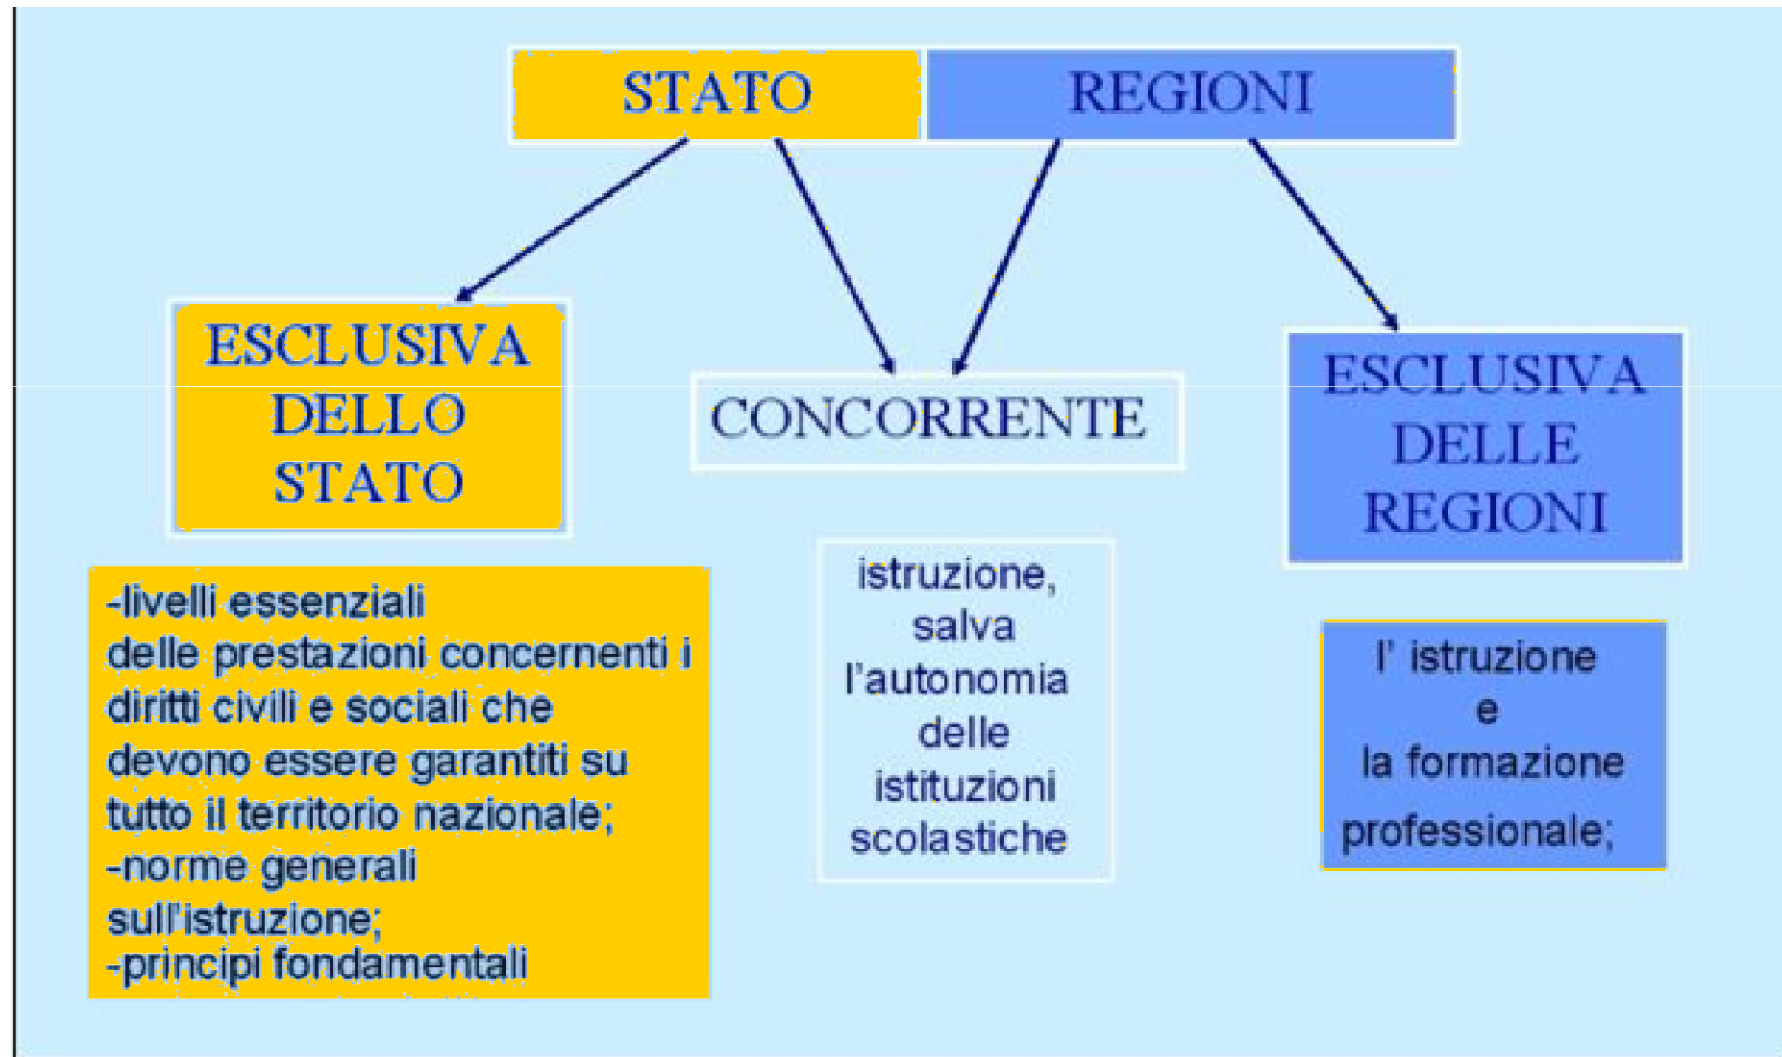 STATO
REGIONI
ESCLUSIVA
DELLO
STATO
CONCORRENTE
ESCLUSIVA
DELLE
REGIONI
-livelli essenziali
delle prestazioni concernenti i
diritti civili e sociali che
devono essere garantiti su
tutto il territorio nazionale;
-norme generali
sull'istruzione;
-principi fondamentali
istruzione,
salva
l'autonomia
delle
istituzioni
scolastiche
l' istruzione
e
la formazione
professionale;